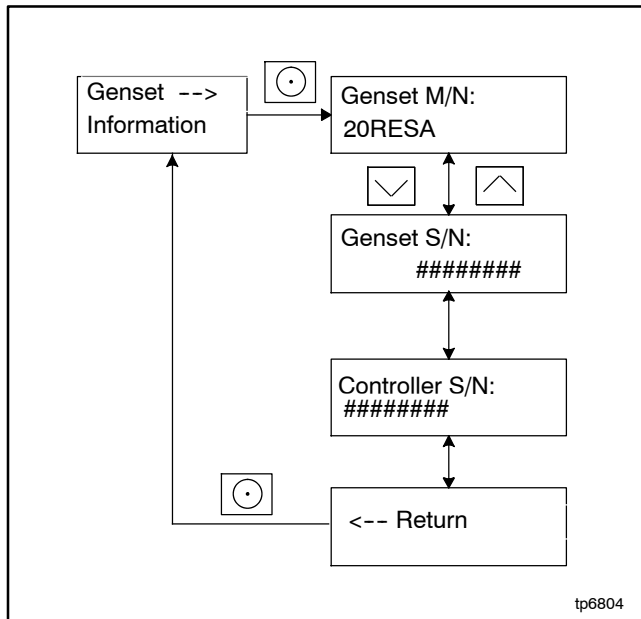 Genset -->
Information
Genset M/N:
20RESA
Genset S/N:
########
Controller S/N:
########
<-- Return
tp6804